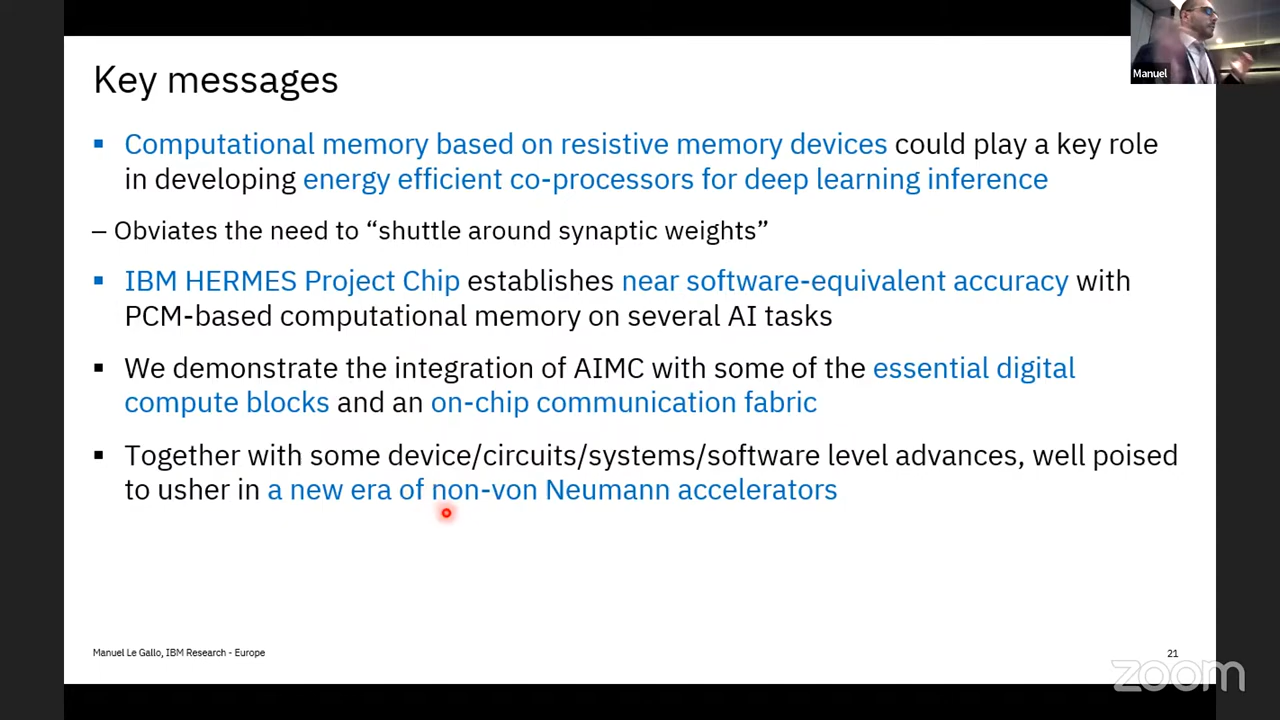 Manuel
Key messages
▪ Computational memory based on resistive memory devices could play a key role
in developing energy efficient co-processors for deep learning inference
– Obviates the need to “shuttle around synaptic weights”
▪ IBM HERMES Project Chip establishes near software-equivalent accuracy with
PCM-based computational memory on several AI tasks
▪ We demonstrate the integration of AIMC with some of the essential digital
compute blocks and an on-chip communication fabric
▪ Together with some device/circuits/systems/software level advances, well poised
to usher in a new era of non-von Neumann accelerators
Manuel Le Gallo, IBM Research - Europe
21
zoom